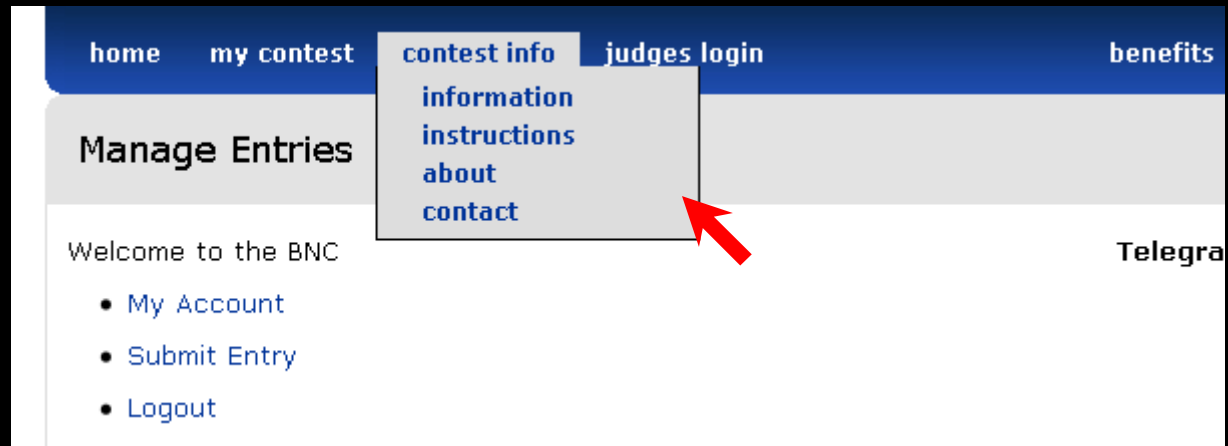 home my contest contest info judges login benefits
information
instructions
about
contact
Manage Entries
Welcome to the BNC
Telegra
• My Account
• Submit Entry
• Logout